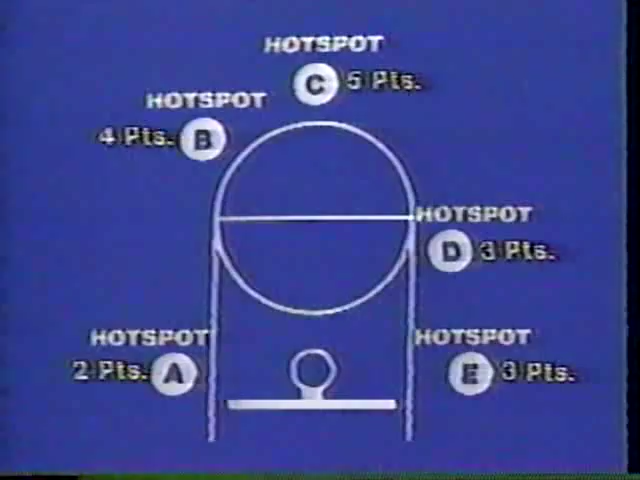 HOTSPOT
C 5 Pts.
HOTSPOT
4 Pts. B
HOTSPOT
D 3 Pts.
HOTSPOT
2 Pts. A
HOTSPOT
E 3 Pts.